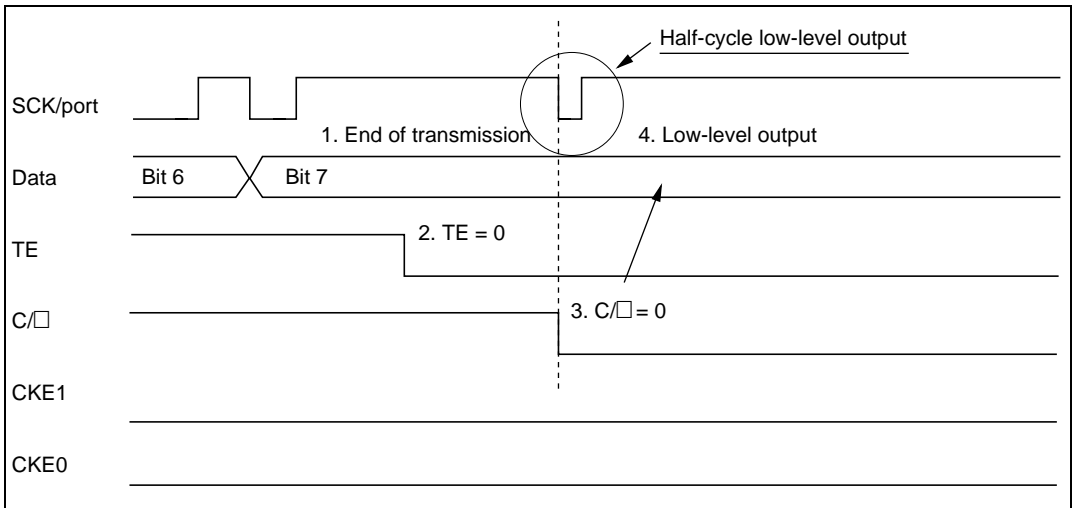 Half-cycle low-level output
SCK/port
1. End of transmission
4. Low-level output
Data
Bit 6
Bit 7
TE
2. TE = 0
C/□
3. C/□ = 0
CKE1
CKE0